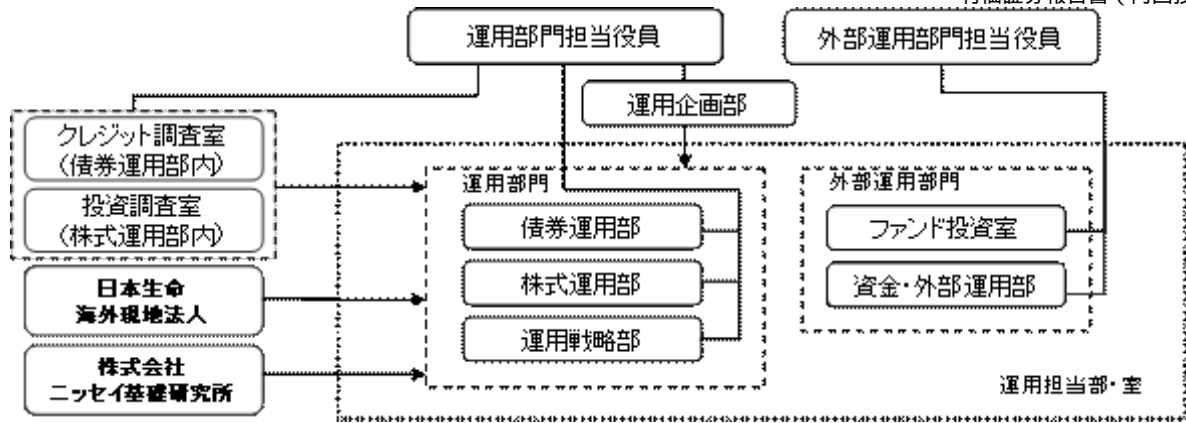 運用部門担当役員
外部運用部門担当役員
運用企画部
クレジット調査室
(債券運用部内)
投資調査室
(株式運用部内)
日本生命
海外現地法人
株式会社
ニッセイ基礎研究所
運用部門
債券運用部
株式運用部
運用戦略部
外部運用部門
ファンド投資室
資金・外部運用部
運用担当部・室